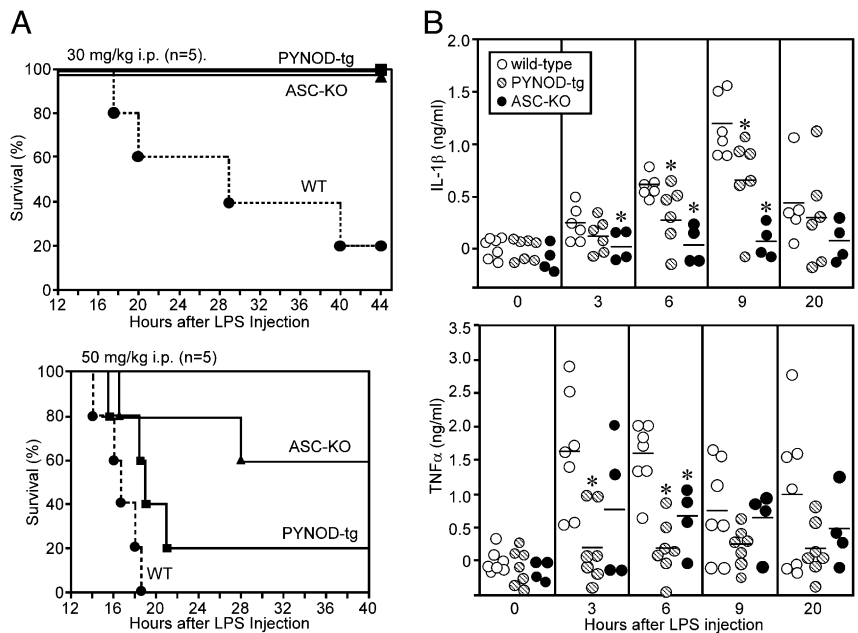 A
30 mg/kg i.p. (n=5).
PYNOD-tg
ASC-KO
WT
Survival (%)
100
80
60
40
20
0
12 16 20 24 28 32 36 40 44
Hours after LPS Injection
50 mg/kg i.p. (n=5)
ASC-KO
PYNOD-tg
WT
Survival (%)
100
80
60
40
20
0
12 16 20 24 28 32 36 40
Hours after LPS Injection
B
wild-type
PYNOD-tg
ASC-KO
* * * * *
IL-1β (ng/ml)
2.0
1.5
1.0
0.5
0
0 3 6 9 20
* * *
TNFα (ng/ml)
3.5
3.0
2.5
2.0
1.5
1.0
0.5
0
0 3 6 9 20
Hours after LPS injection